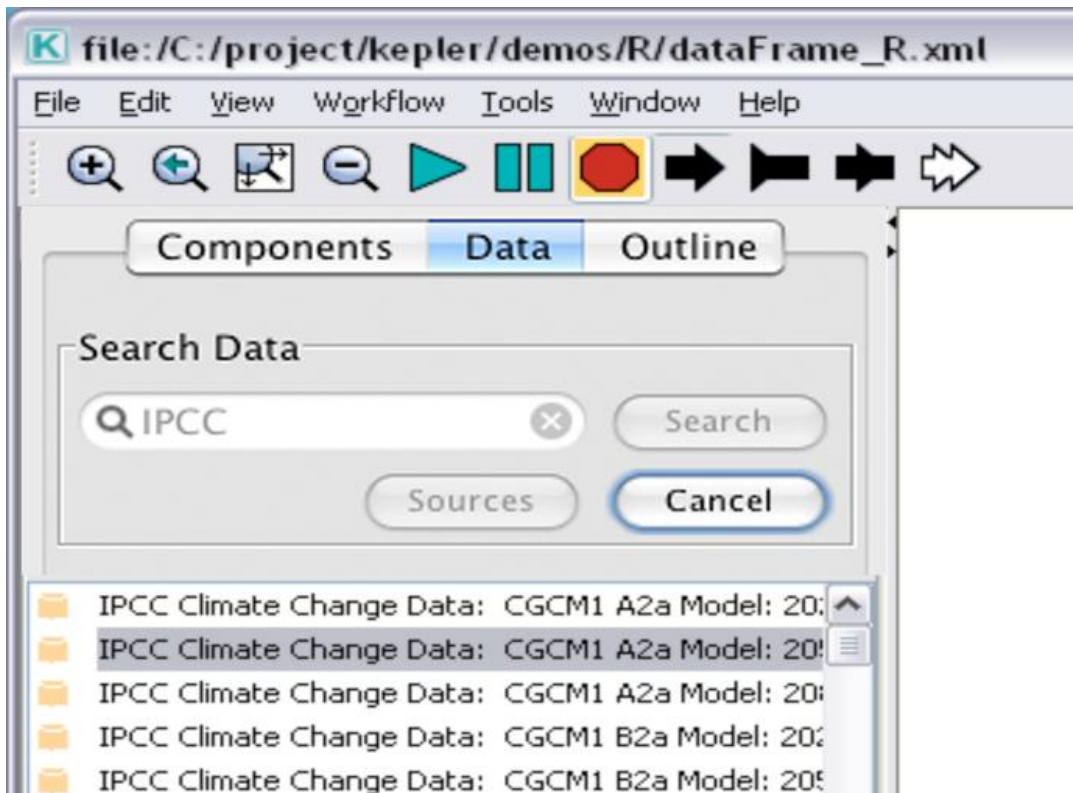 K file:/C:/project/kepler/demos/R/dataFrame_R.xml
File Edit View Workflow Tools Window Help
Components Data Outline
Search Data
IPCC Search
Sources Cancel
IPCC Climate Change Data: CGCM1 A2a Model:
IPCC Climate Change Data: CGCM1 A2a Model:
IPCC Climate Change Data: CGCM1 A2a Model:
IPCC Climate Change Data: CGCM1 B2a Model:
IPCC Climate Change Data: CGCM1 B2a Model: